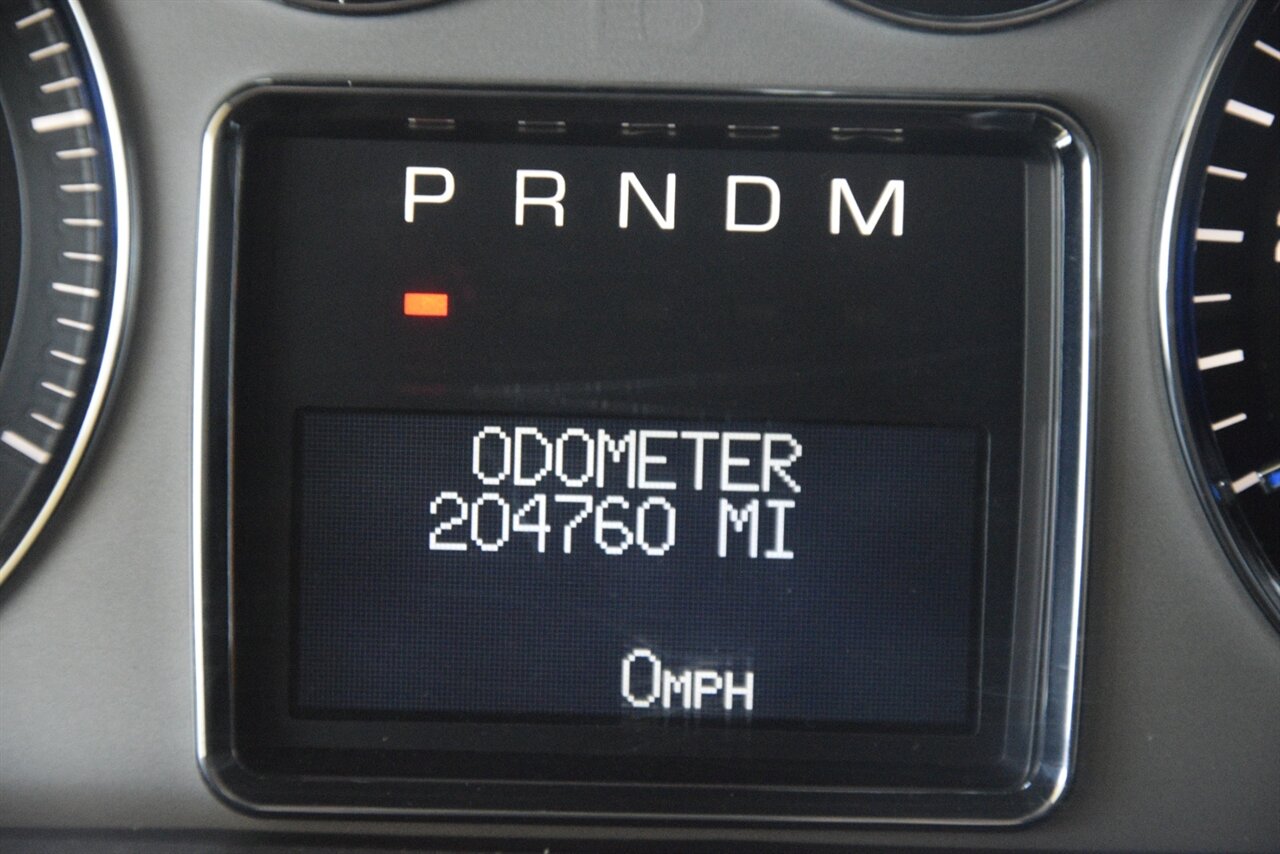 P R N D M
ODOMETER
204760 MI
0MPH